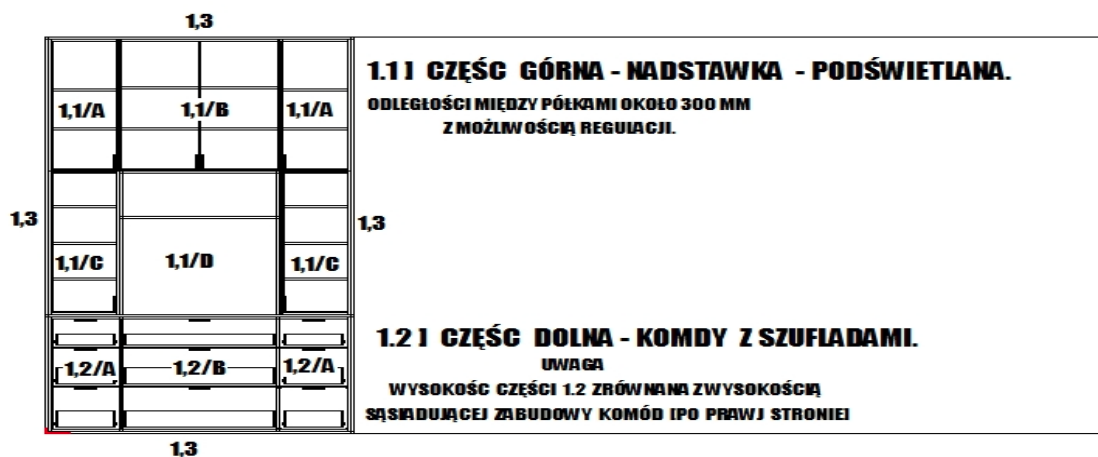 1,3
1.1] CZĘŚC GÓRNA - NADSTAWKA - PODŚWIETLANA.
ODLEGŁOŚCI MIĘDZY PÓŁKAMI OKOŁO 300 MM
Z MOŻLIWOŚCIĄ REGULACJI.
1,1/A 1,1/B 1,1/A
1,3 1,3
1,1/C 1,1/D 1,1/C
1.2] CZĘŚC DOLNA - KOMDY Z SZUFLADAMI.
UWAGA
1,2/A 1,2/B 1,2/A
WYSOKOŚC CZĘŚCI 1.2 ZRÓWNANA Z WYSOKOŚCIĄ
SĄSIADUJĄCEJ ZABUDOWY KOMÓD [PO PRAWJ STRONIE]
1,3